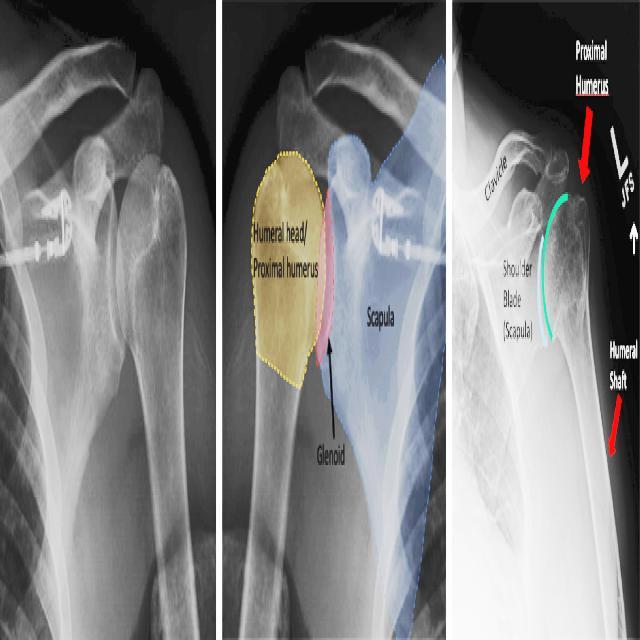 Humeral head/
Proximal humerus
Scapula
Glenoid
Proximal
Humerus
Clavicle
L
Shoulder
Blade
(Scapula)
Humeral
Shaft